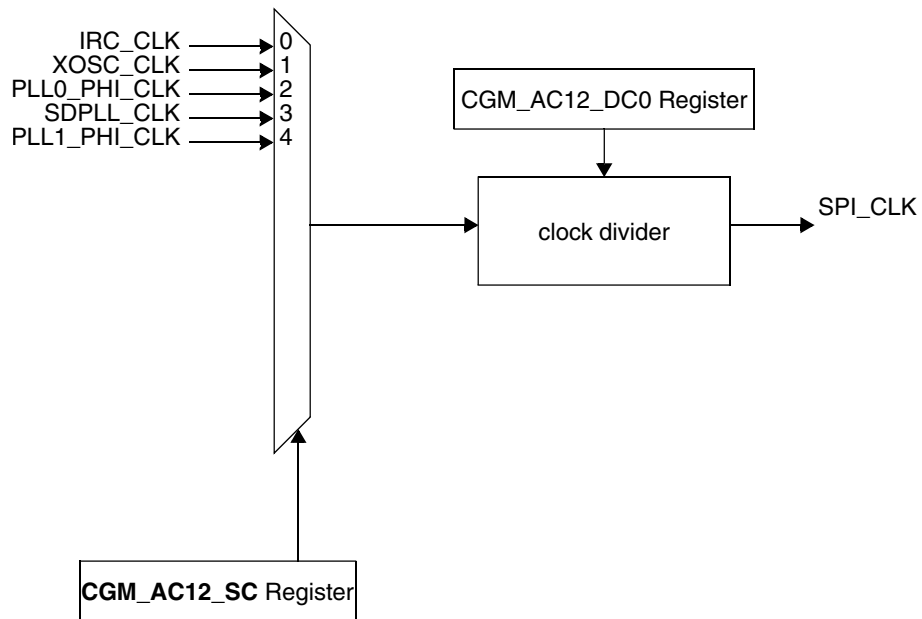 IRC_CLK 0
XOSC_CLK 1
PLL0_PHI_CLK 2
SDPLL_CLK 3
PLL1_PHI_CLK 4
CGM_AC12_DC0 Register
clock divider
SPI_CLK
CGM_AC12_SC Register